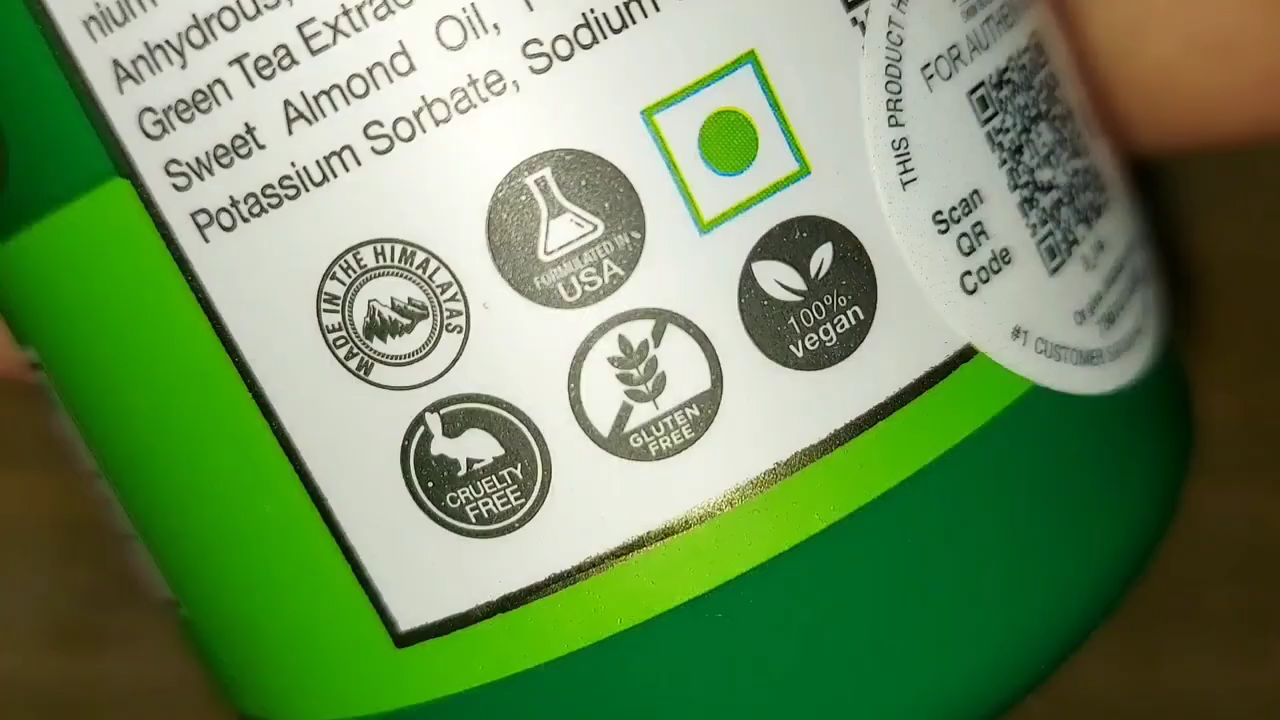 nium
Anhydrous,
Green Tea Extra
Sweet Almond Oil,
Potassium Sorbate, Sodium
MADE IN THE HIMALAYAS
FORMULATED IN
USA
100%
vegan
GLUTEN
FREE
CRUELTY
FREE
THIS PRODUCT
FOR AUTHE
Scan
QR
Code
#1 CUSTOMER